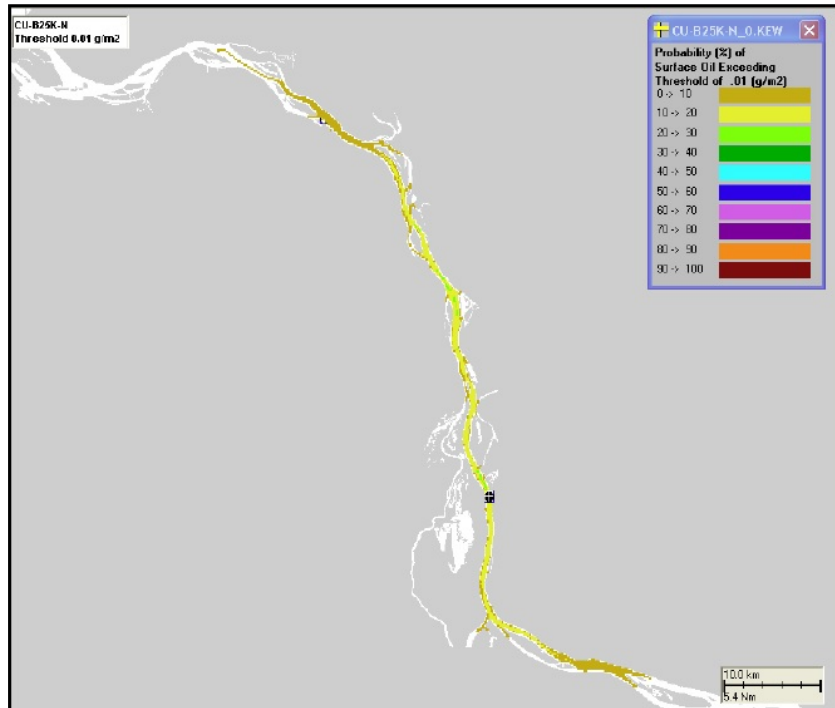 CU-B25K-N
Threshold 0.01 g/m2
CU-B25K-N_0.KEW
Probability (%) of
Surface Oil Exceeding
Threshold of .01 (g/m2)
0 -> 10
10 -> 20
20 -> 30
30 -> 40
40 -> 50
50 -> 60
60 -> 70
70 -> 80
80 -> 90
90 -> 100
10.0 km
5.4 Nm